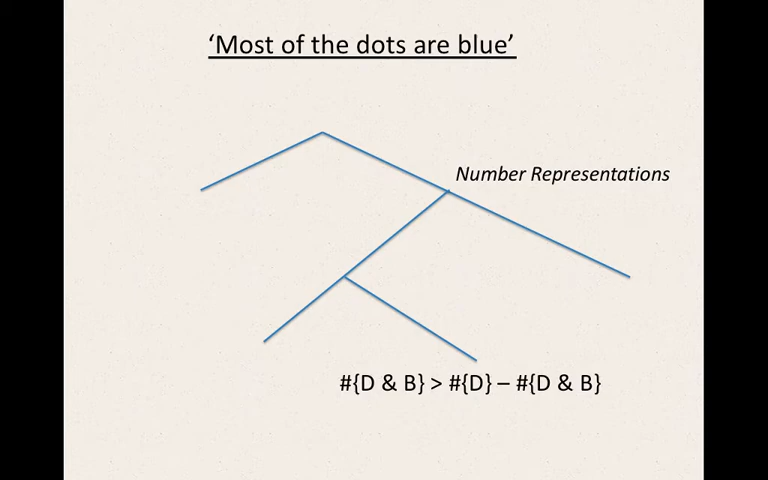 ‘Most of the dots are blue’
Number Representations
#{D & B} > #{D} – #{D & B}